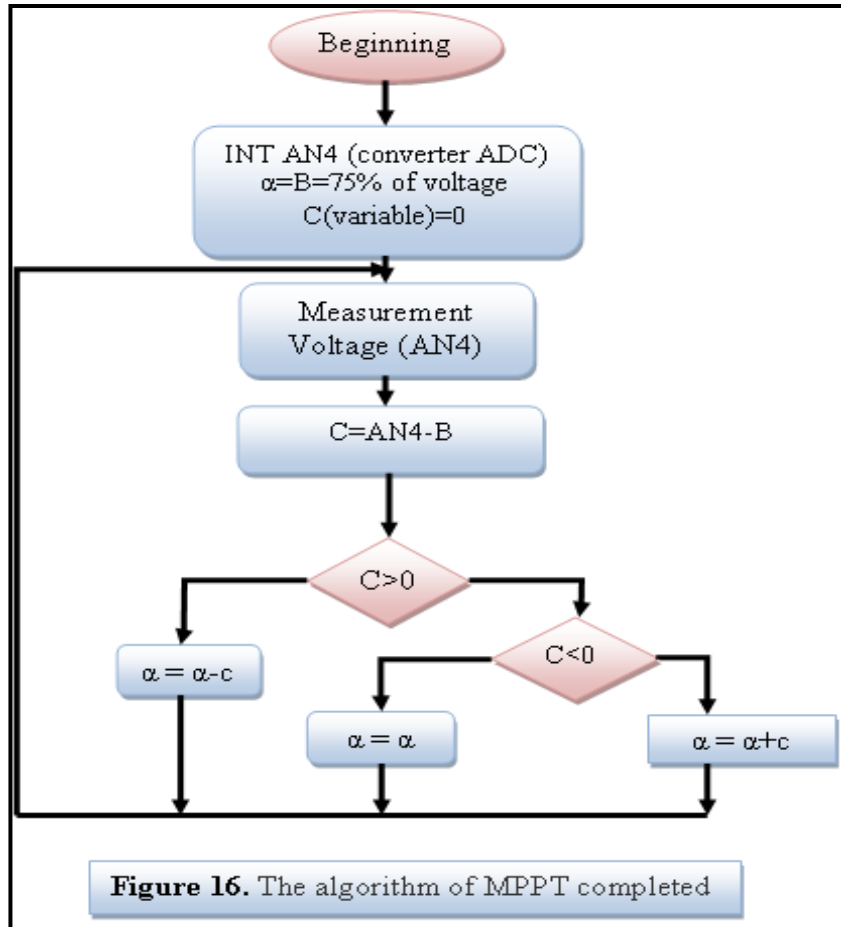 Beginning
INT AN4 (converter ADC)
α=B=75% of voltage
C(variable)=0
Measurement
Voltage (AN4)
C=AN4-B
C>0
C<0
α = α-c
α = α
α = α+c
Figure 16. The algorithm of MPPT completed